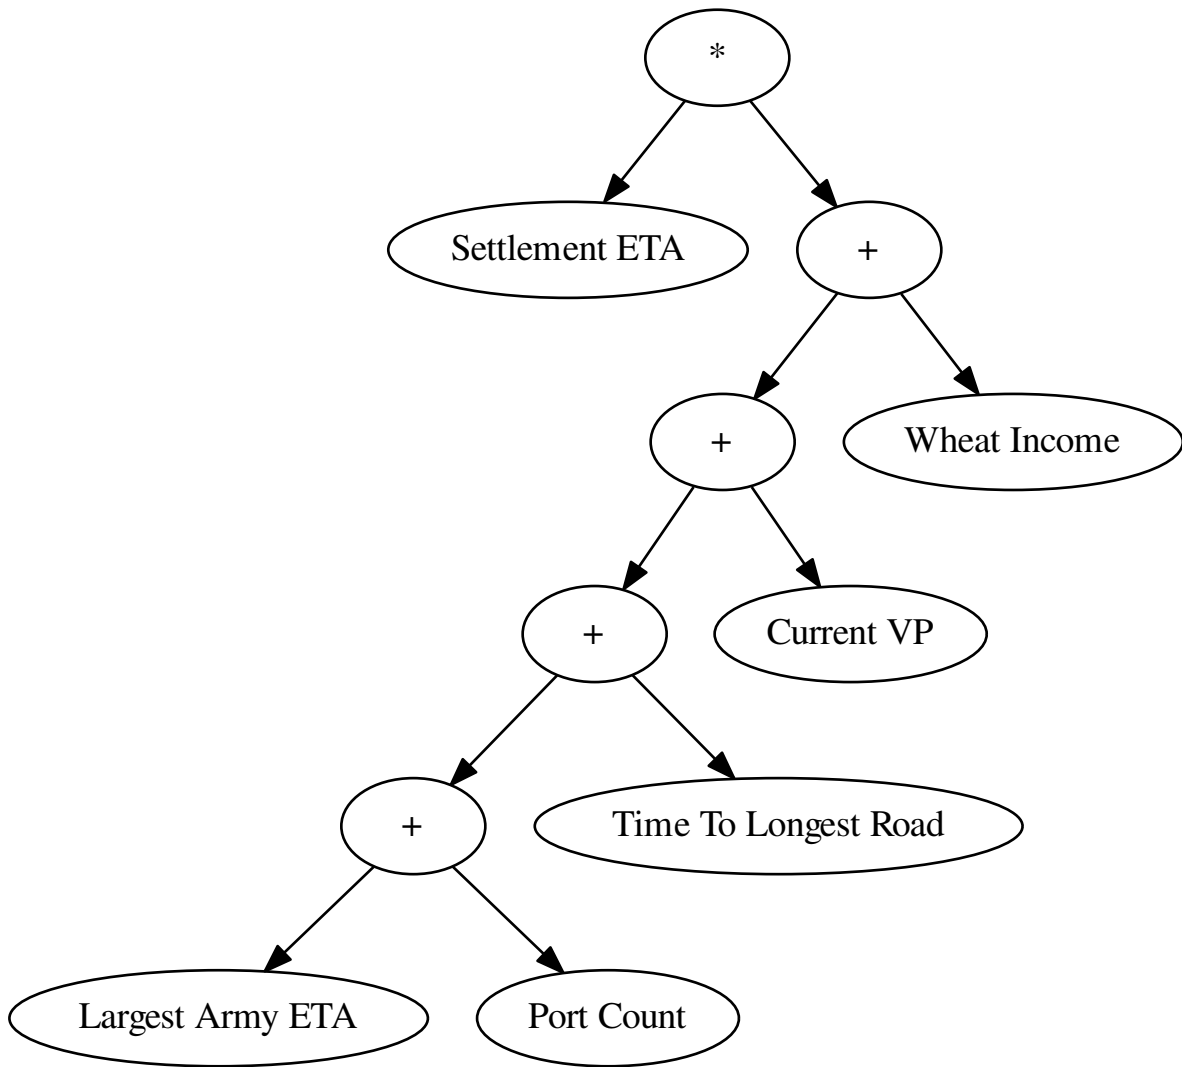 *
Settlement ETA
+
+
Wheat Income
+
Current VP
+
Time To Longest Road
Largest Army ETA
Port Count